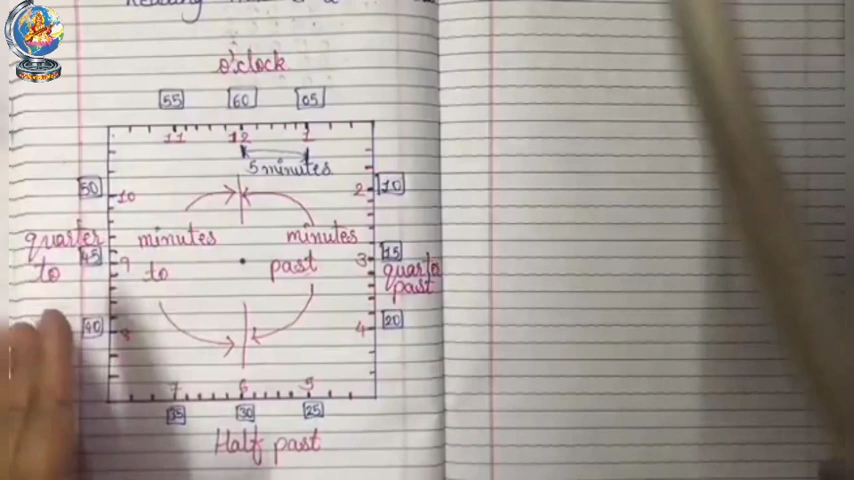 o'clock
55 60 05
11 12 1
5 minutes
50 10 2 10
quarter minutes minutes 15
45 9 3
to to past quarter
past
40 8 4 20
7 6 5
35 30 25
Half past